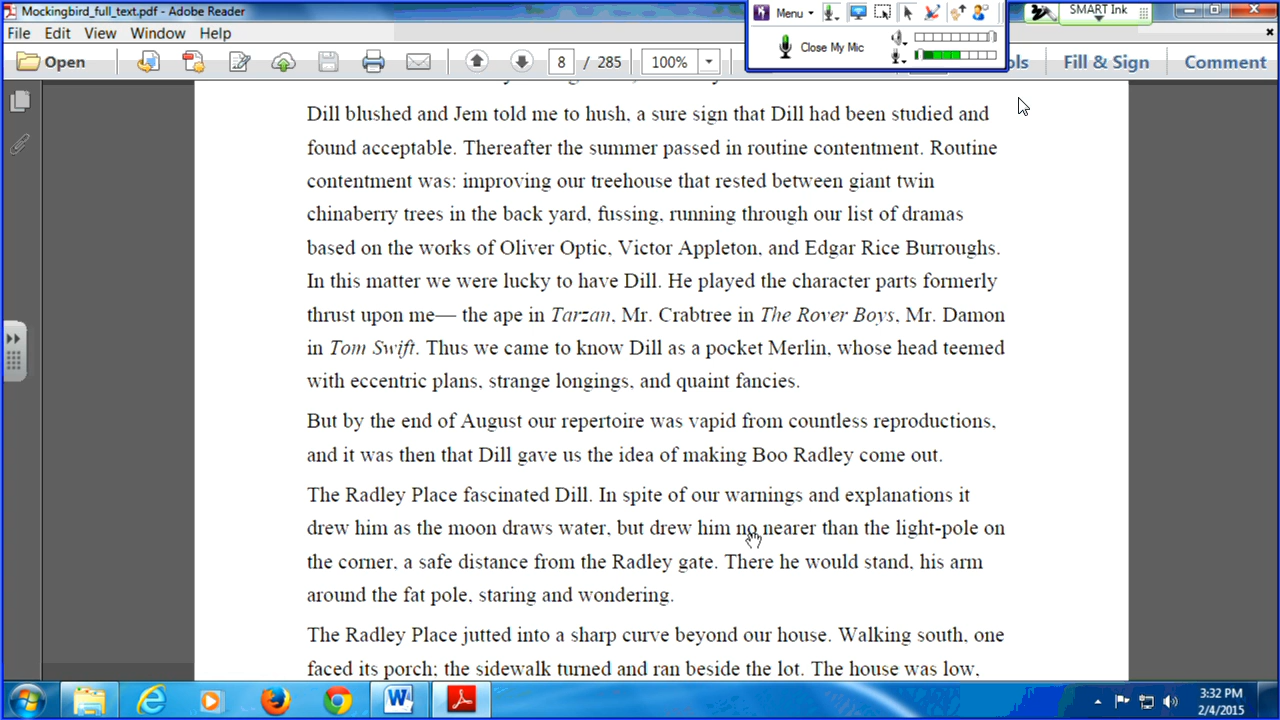 Mockingbird_full_text.pdf - Adobe Reader
Menu
SMART Ink
Close My Mic
File Edit View Window Help
Open
8 / 285
100%
Fill & Sign
Comment
Dill blushed and Jem told me to hush, a sure sign that Dill had been studied and
found acceptable. Thereafter the summer passed in routine contentment. Routine
contentment was: improving our treehouse that rested between giant twin
chinaberry trees in the back yard, fussing, running through our list of dramas
based on the works of Oliver Optic, Victor Appleton, and Edgar Rice Burroughs.
In this matter we were lucky to have Dill. He played the character parts formerly
thrust upon me— the ape in Tarzan, Mr. Crabtree in The Rover Boys, Mr. Damon
in Tom Swift. Thus we came to know Dill as a pocket Merlin, whose head teemed
with eccentric plans, strange longings, and quaint fancies.
But by the end of August our repertoire was vapid from countless reproductions,
and it was then that Dill gave us the idea of making Boo Radley come out.
The Radley Place fascinated Dill. In spite of our warnings and explanations it
drew him as the moon draws water, but drew him no nearer than the light-pole on
the corner, a safe distance from the Radley gate. There he would stand, his arm
around the fat pole, staring and wondering.
The Radley Place jutted into a sharp curve beyond our house. Walking south, one
faced its porch; the sidewalk turned and ran beside the lot. The house was low,
3:32 PM
2/4/2015